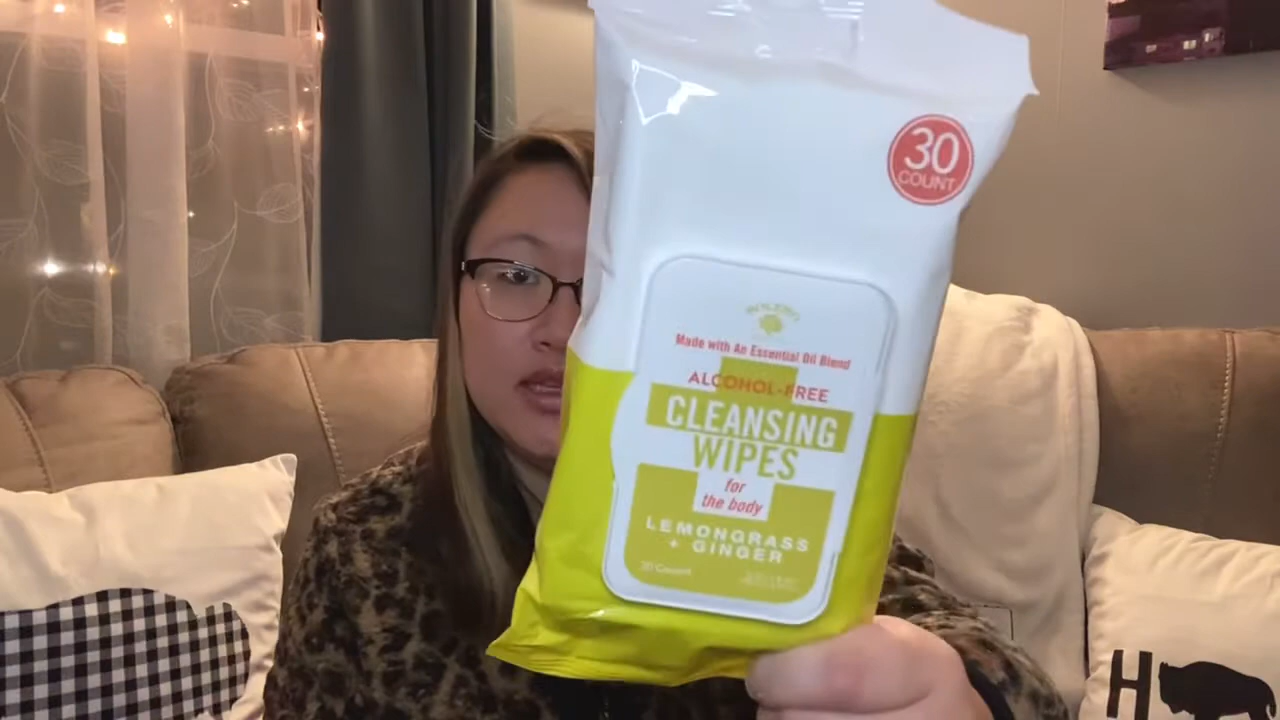 30
COUNT
Made with An Essential Oil Blend
ALCOHOL-FREE
CLEANSING
WIPES
for
the body
LEMONGRASS
+ GINGER
30 Count
H